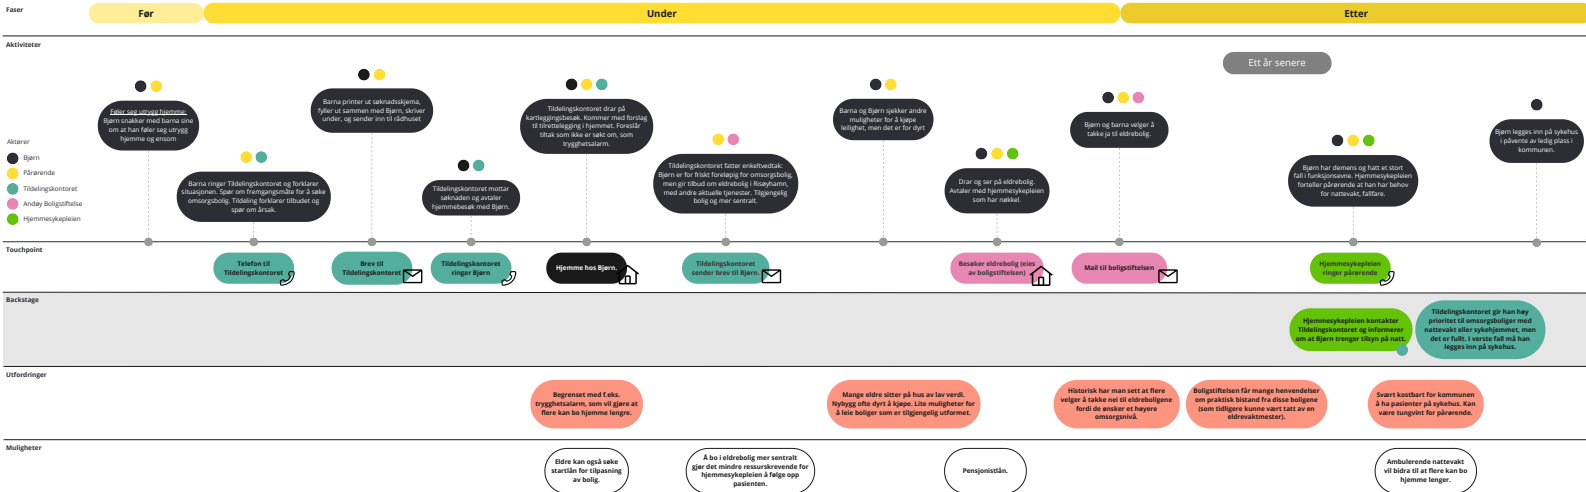 Faser
Før
Under
Etter
Aktiviteter
Ett år senere
Føler seg utrygg hjemme:
Bjørn snakker med barna sine
om at han føler seg utrygg
hjemme og ensom
Barna ringer Tildelingskontoret og forklarer
situasjonen. Spør om fremgangsmåte for å søke
omsorgsbolig. Tildeling forklarer tilbudet og
spør om årsak.
Barna printer ut søknadsskjema,
fyller ut sammen med Bjørn, skriver
under, og sender inn til rådhuset
Tildelingskontoret mottar
søknaden og avtaler
hjemmebesøk med Bjørn.
Tildelingskontoret drar på
kartleggingsbesøk. Kommer med forslag
til tilrettelegging i hjemmet. Foreslår
tiltak som ikke er søkt om, som
trygghetsalarm.
Tildelingskontoret fatter enkeltvedtak:
Bjørn er for friskt foreløpig for omsorgsbolig,
men gir tilbud om eldrebolig i Risøyhamn,
med andre aktuelle tjenester. Tilgjengelig
bolig og mer sentralt.
Barna og Bjørn sjekker andre
muligheter for å kjøpe
leilighet, men det er for dyrt
Drar og ser på eldrebolig.
Avtaler med hjemmesykepleien
som har nøkkel.
Bjørn og barna velger å
takke ja til eldrebolig.
Bjørn har demens og hatt et stort
fall i funksjonsevne. Hjemmesykepleien
forteller pårørende at han har behov
for nattevakt, fallfare.
Bjørn legges inn på sykehus
i påvente av ledig plass i
kommunen.
Aktører
Bjørn
Pårørende
Tildelingskontoret
Andøy Boligstiftelse
Hjemmesykepleien
Touchpoint
Telefon til
Tildelingskontoret
Brev til
Tildelingskontoret
Tildelingskontoret
ringer Bjørn
Hjemme hos Bjørn.
Tildelingskontoret
sender brev til Bjørn.
Besøker eldrebolig (eies
av boligstiftelsen)
Mail til boligstiftelsen
Hjemmesykepleien
ringer pårørende
Backstage
Hjemmesykepleien kontakter
Tildelingskontoret og informerer
om at Bjørn trenger tilsyn på natt.
Tildelingskontoret gir han høy
prioritet til omsorgsboliger med
nattevakt eller sykehjemmet, men
det er fullt. I verste fall må han
legges inn på sykehus.
Utfordringer
Begrenset med f.eks.
trygghetsalarm, som vil gjøre at
flere kan bo hjemme lengre.
Mange eldre sitter på hus av lav verdi.
Nybygg ofte dyrt å kjøpe. Lite muligheter for
å leie boliger som er tilgjengelig utformet.
Historisk har man sett at flere
velger å takke nei til eldreboligene
fordi de ønsker et høyere
omsorgsnivå.
Boligstiftelsen får mange henvendelser
om praktisk bistand fra disse boligene
(som tidligere kunne vært tatt av en
eldrevaktmester).
Svært kostbart for kommunen
å ha pasienter på sykehus. Kan
være tungvint for pårørende.
Muligheter
Eldre kan også søke
startlån for tilpasning
av bolig.
Å bo i eldrebolig mer sentralt
gjør det mindre ressurskrevende for
hjemmesykepleien å følge opp
pasienten.
Pensjonistlån.
Ambulerende nattevakt
vil bidra til at flere kan bo
hjemme lenger.